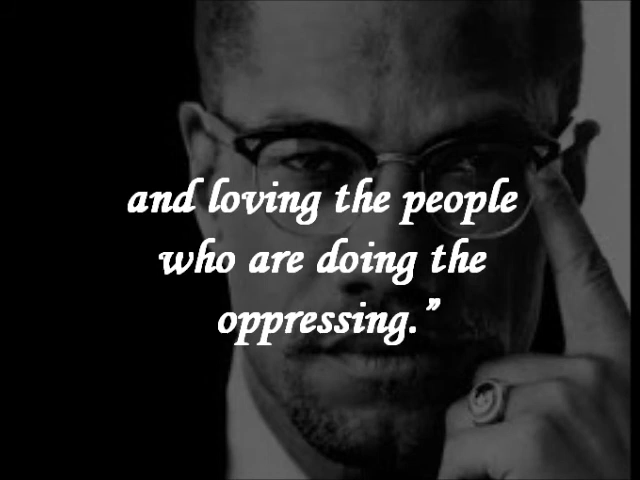 and loving the people
who are doing the
oppressing.”